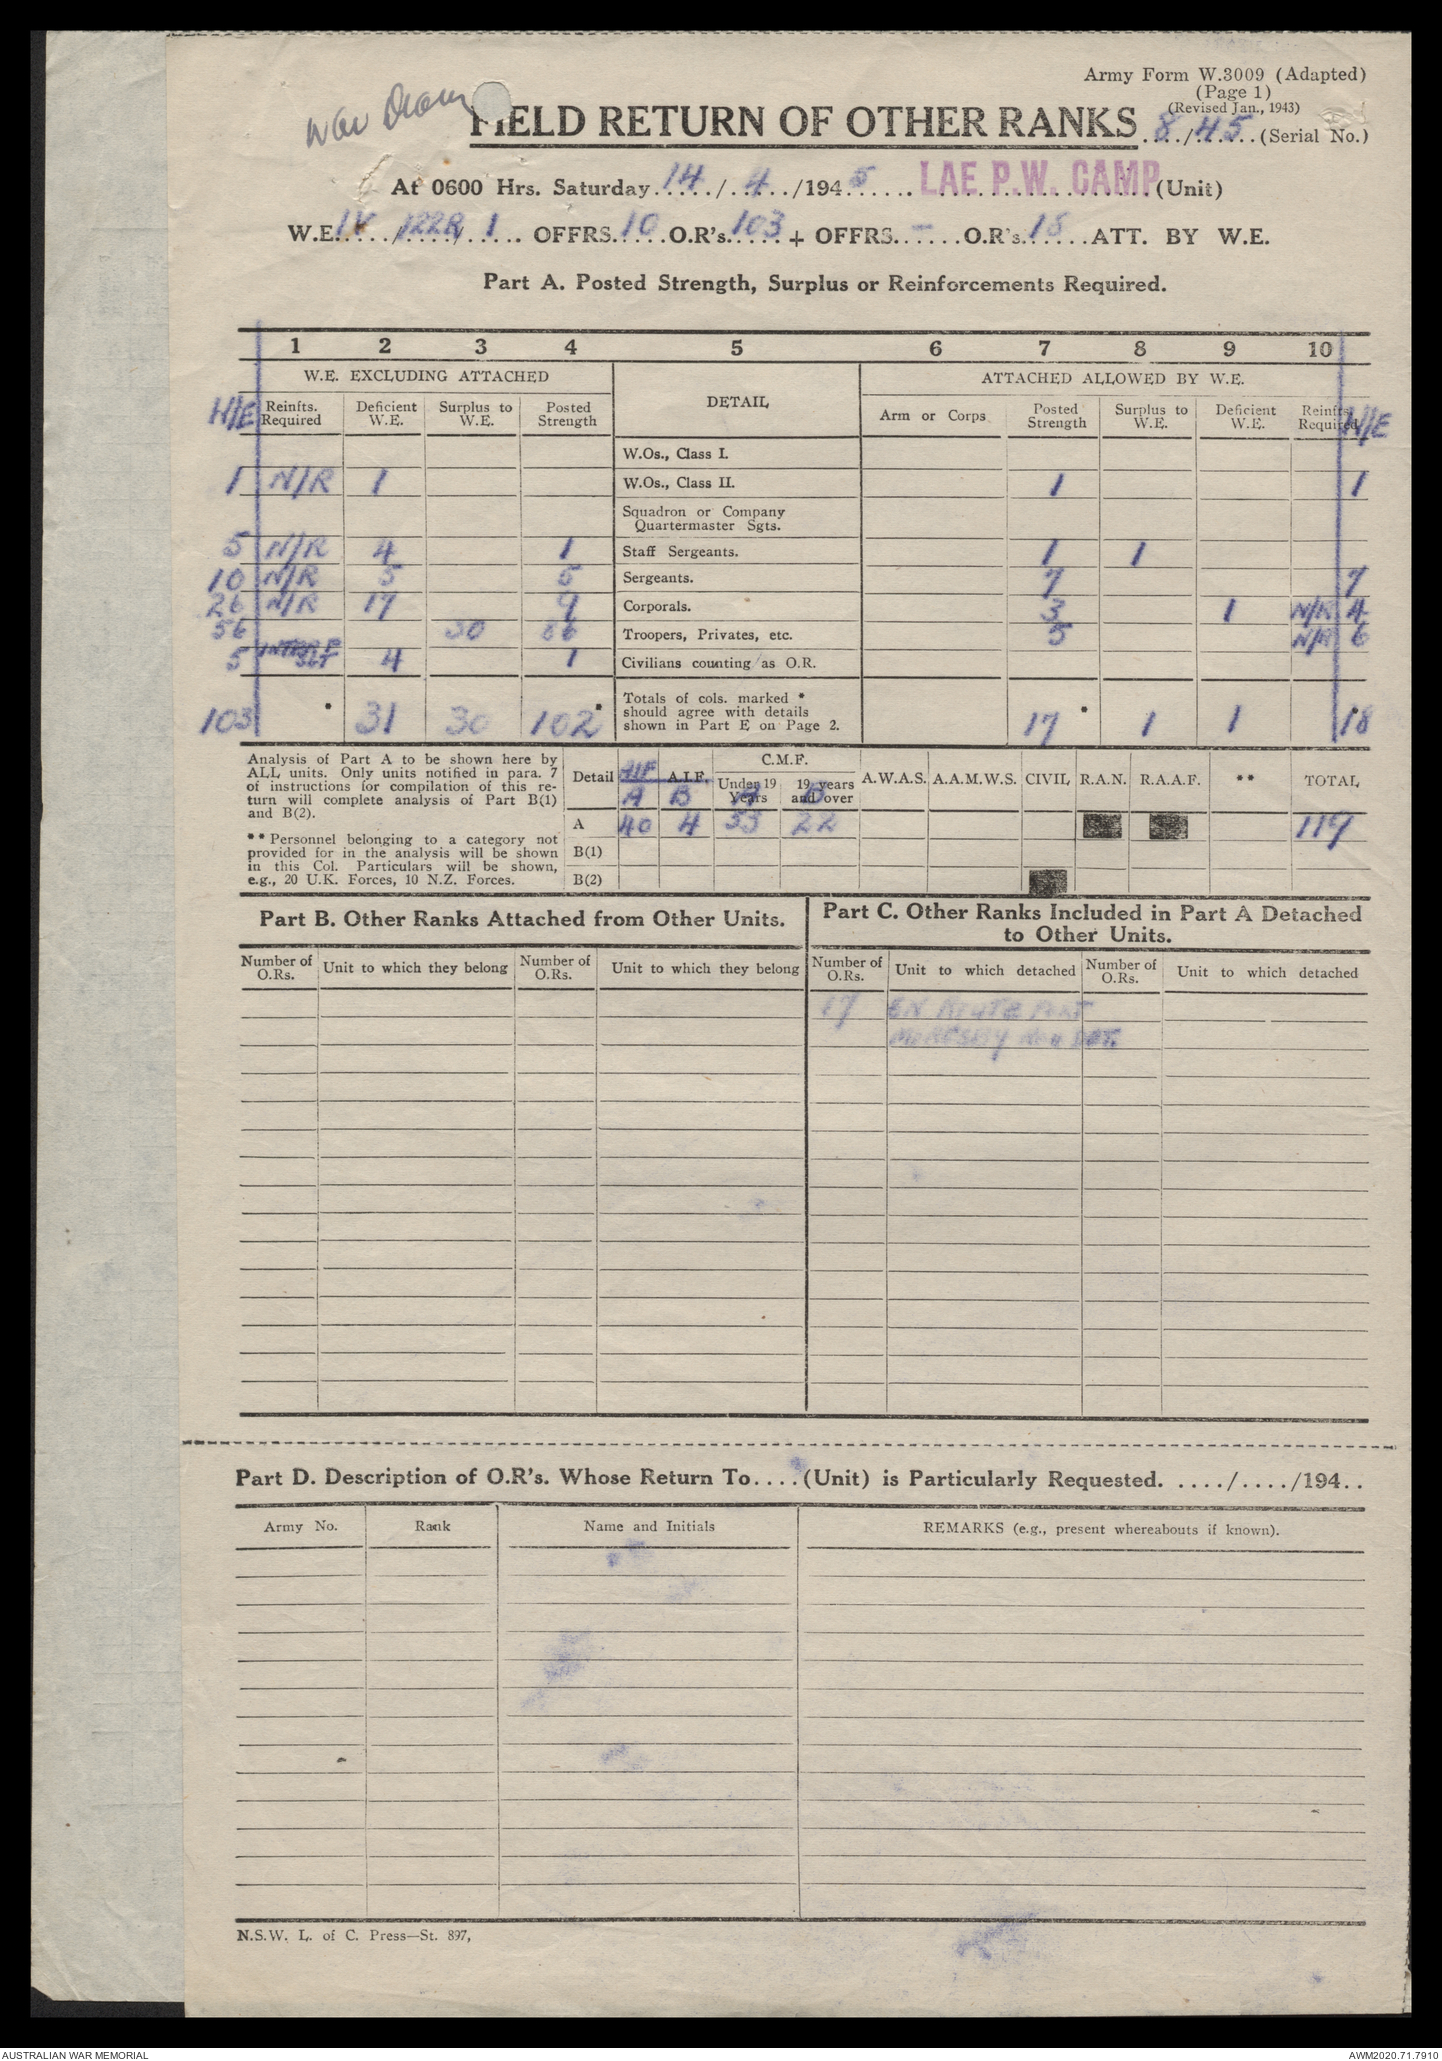 Army Form W.3009 (Adapted)
(Page 1)
(Revised Jan., 1943)
War Diary
FIELD RETURN OF OTHER RANKS 8/45 (Serial No.)
At 0600 Hrs. Saturday 14/4/1945 LAE P.W. CAMP (Unit)
W.E. IV /122R/ 1 OFFRS. 10 O.R's. 103 + OFFRS. – O.R's. 18 ATT. BY W.E.
Part A. Posted Strength, Surplus or Reinforcements Required.
1 2 3 4 5 6 7 8 9 10
W.E. EXCLUDING ATTACHED DETAIL ATTACHED ALLOWED BY W.E.
W/E Reinfts. Required Deficient W.E. Surplus to W.E. Posted Strength Arm or Corps Posted Strength Surplus to W.E. Deficient W.E. Reinfts. Required W/E
W.Os., Class I.
1 N/R 1 W.Os., Class II. 1 1
Squadron or Company
Quartermaster Sgts.
5 N/R 4 1 Staff Sergeants. 1 1
10 N/R 5 5 Sergeants. 7 7
26 N/R 17 9 Corporals. 3 1 N/R 4
56 30 86 Troopers, Privates, etc. 5 N/R 6
5 4 1 Civilians counting as O.R.
103 * 31 30 102 * Totals of cols. marked * should agree with details shown in Part E on Page 2. 17 * 1 1 18
Analysis of Part A to be shown here by
ALL units. Only units notified in para. 7
of instructions for compilation of this re-
turn will complete analysis of Part B(1)
and B(2).
** Personnel belonging to a category not
provided for in the analysis will be shown
in this Col. Particulars will be shown,
e.g., 20 U.K. Forces, 10 N.Z. Forces.
Detail AIF A.I.F. C.M.F. A.W.A.S. A.A.M.W.S. CIVIL R.A.N. R.A.A.F. ** TOTAL
Under 19 Years 19 years and over
A B A B
A 40 4 53 22 119
B(1)
B(2)
Part B. Other Ranks Attached from Other Units.
Part C. Other Ranks Included in Part A Detached
to Other Units.
Number of O.Rs. Unit to which they belong Number of O.Rs. Unit to which they belong Number of O.Rs. Unit to which detached Number of O.Rs. Unit to which detached
17 EN ROUTE PORT
MORESBY
Part D. Description of O.R's. Whose Return To....(Unit) is Particularly Requested. ..../..../194..
Army No. Rank Name and Initials REMARKS (e.g., present whereabouts if known).
N.S.W. L. of C. Press—St. 897,
AUSTRALIAN WAR MEMORIAL AWM2020.71.7910